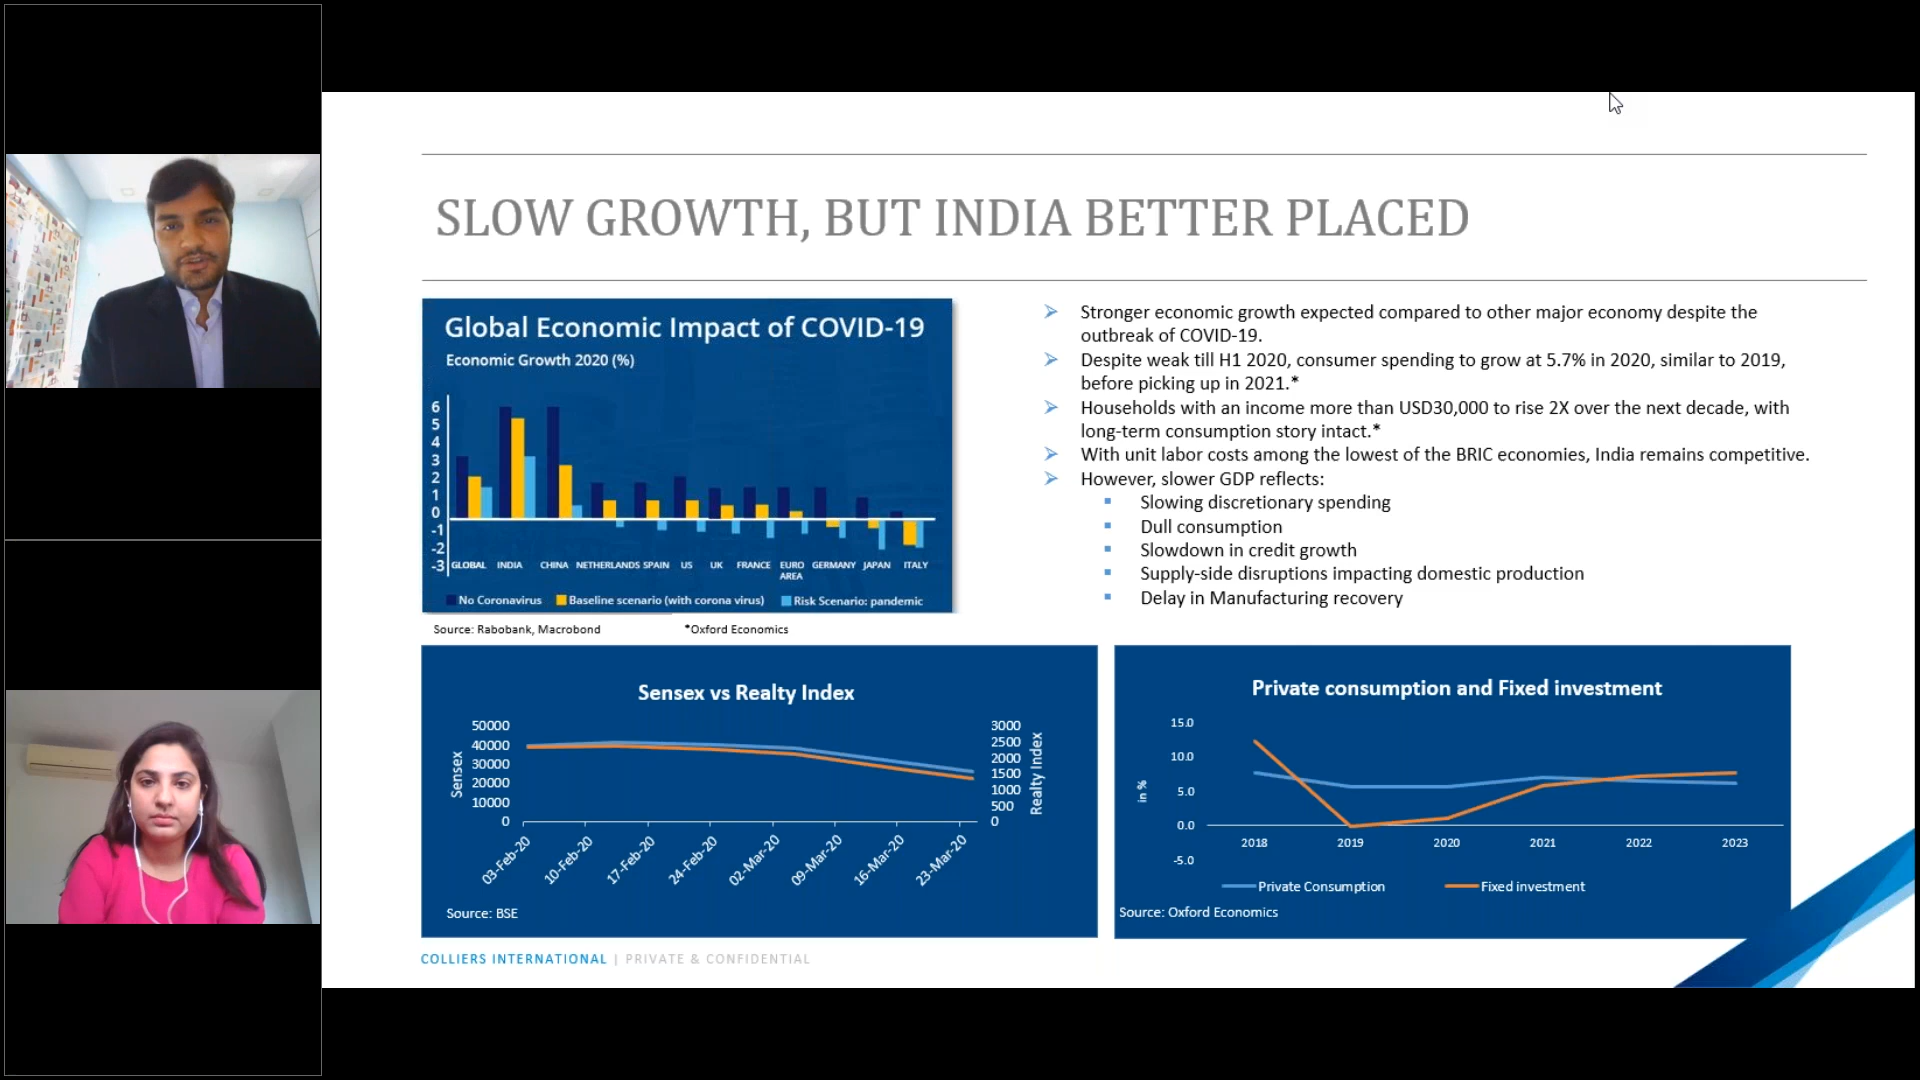 SLOW GROWTH, BUT INDIA BETTER PLACED
Global Economic Impact of COVID-19
Economic Growth 2020 (%)
6
5
4
3
2
1
0
-1
-2
-3
GLOBAL INDIA CHINA NETHERLANDS SPAIN US UK FRANCE EURO AREA GERMANY JAPAN ITALY
No Coronavirus Baseline scenario (with corona virus) Risk Scenario: pandemic
Source: Rabobank, Macrobond *Oxford Economics
Stronger economic growth expected compared to other major economy despite the
outbreak of COVID-19.
Despite weak till H1 2020, consumer spending to grow at 5.7% in 2020, similar to 2019,
before picking up in 2021.*
Households with an income more than USD30,000 to rise 2X over the next decade, with
long-term consumption story intact.*
With unit labor costs among the lowest of the BRIC economies, India remains competitive.
However, slower GDP reflects:
Slowing discretionary spending
Dull consumption
Slowdown in credit growth
Supply-side disruptions impacting domestic production
Delay in Manufacturing recovery
Sensex vs Realty Index
Sensex
50000
40000
30000
20000
10000
0
3000
2500
2000
1500
1000
500
0
Realty Index
03-Feb-20 10-Feb-20 17-Feb-20 24-Feb-20 02-Mar-20 09-Mar-20 16-Mar-20 23-Mar-20
Source: BSE
Private consumption and Fixed investment
in %
15.0
10.0
5.0
0.0
-5.0
2018 2019 2020 2021 2022 2023
Private Consumption Fixed investment
Source: Oxford Economics
COLLIERS INTERNATIONAL | PRIVATE & CONFIDENTIAL